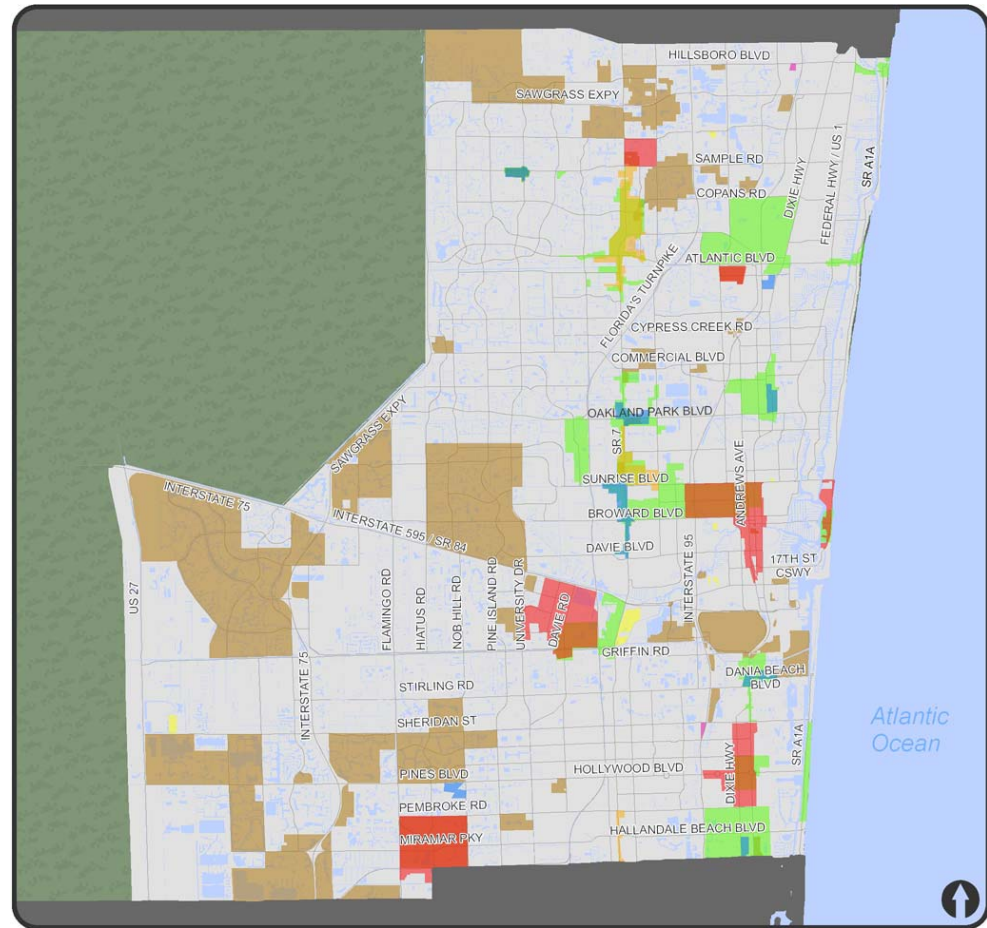 HILLSBORO BLVD
SAWGRASS EXPY
SAMPLE RD
COPANS RD
DIXIE HWY
FEDERAL HWY / US 1
SR A1A
ATLANTIC BLVD
FLORIDA'S TURNPIKE
CYPRESS CREEK RD
COMMERCIAL BLVD
SAWGRASS EXPY
OAKLAND PARK BLVD
SR 7
ANDREWS AVE
SUNRISE BLVD
INTERSTATE 75
INTERSTATE 595 / SR 84
BROWARD BLVD
DAVIE BLVD
17TH ST
CSWY
US 27
FLAMINGO RD
HIATUS RD
NOB HILL RD
PINE ISLAND RD
UNIVERSITY DR
DAVIE RD
INTERSTATE 95
GRIFFIN RD
DANIA BEACH
BLVD
INTERSTATE 75
STIRLING RD
SHERIDAN ST
Atlantic
Ocean
SR A1A
PINES BLVD
HOLLYWOOD BLVD
DIXIE HWY
PEMBROKE RD
HALLANDALE BEACH BLVD
MIRAMAR PKY